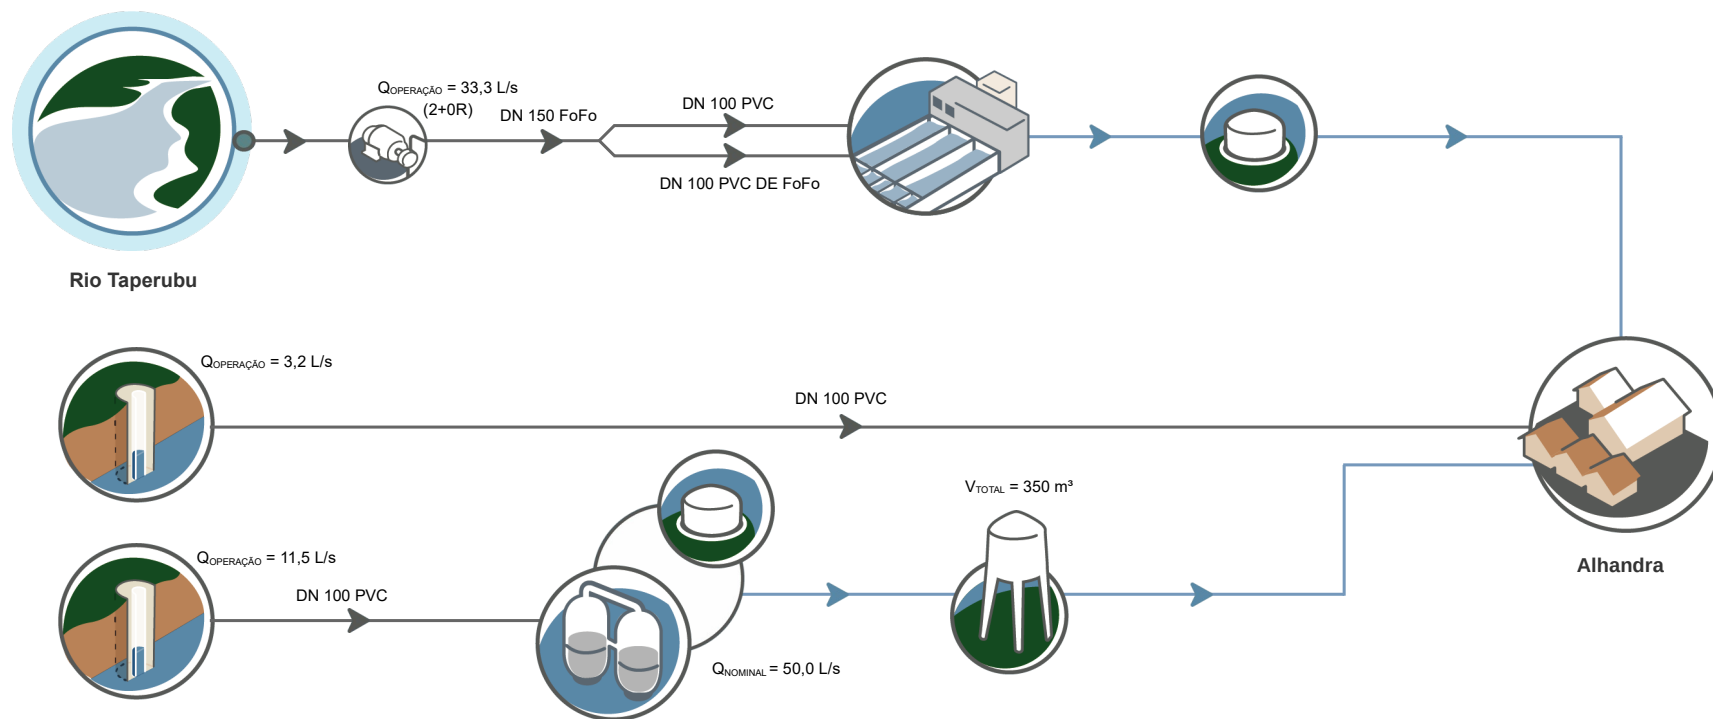 QOPERAÇÃO = 33,3 L/s
(2+0R)
DN 150 FoFo
DN 100 PVC
DN 100 PVC DE FoFo
Rio Taperubu
QOPERAÇÃO = 3,2 L/s
DN 100 PVC
VTOTAL = 350 m³
QOPERAÇÃO = 11,5 L/s
DN 100 PVC
QNOMINAL = 50,0 L/s
Alhandra